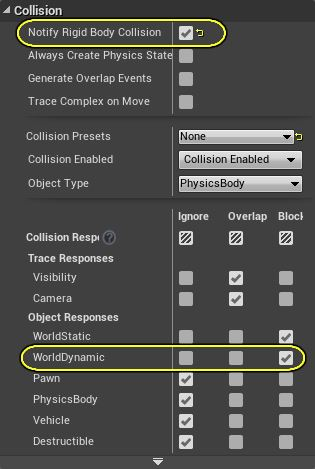 Collision
Notify Rigid Body Collision
Always Create Physics State
Generate Overlap Events
Trace Complex on Move
Collision Presets None
Collision Enabled Collision Enabled
Object Type PhysicsBody
Ignore Overlap Block
Collision Respo ?
Trace Responses
Visibility
Camera
Object Responses
WorldStatic
WorldDynamic
Pawn
PhysicsBody
Vehicle
Destructible